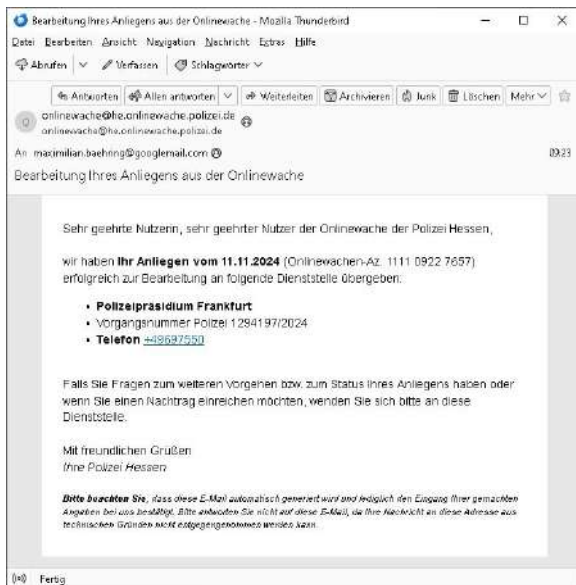 Bearbeitung Ihres Anliegens aus der Onlinewache - Mozilla Thunderbird
Datei Bearbeiten Ansicht Navigation Nachricht Extras Hilfe
Abrufen Verfassen Schlagwörter
Antworten Allen antworten Weiterleiten Archivieren Junk Löschen Mehr
O onlinewache@he.onlinewache.polizei.de
onlinewache@he.onlinewache.polizei.de
An maximilian.baehring@googlemail.com 09:23
Bearbeitung Ihres Anliegens aus der Onlinewache
Sehr geehrte Nutzerin, sehr geehrter Nutzer der Onlinewache der Polizei Hessen,
wir haben Ihr Anliegen vom 11.11.2024 (Onlinewachen-Az. 1111 0922 7657)
erfolgreich zur Bearbeitung an folgende Dienststelle übergeben:
• Polizeipräsidium Frankfurt
• Vorgangsnummer Polizei 1294197/2024
• Telefon +49697550
Falls Sie Fragen zum weiteren Vorgehen bzw. zum Status Ihres Anliegens haben oder
wenn Sie einen Nachtrag einreichen möchten, wenden Sie sich bitte an diese
Dienststelle.
Mit freundlichen Grüßen
Ihre Polizei Hessen
Bitte beachten Sie, dass diese E-Mail automatisch generiert wird und lediglich den Eingang Ihrer gemachten
Angaben bei uns bestätigt. Bitte antworten Sie nicht auf diese E-Mail, da Ihre Nachricht an diese Adresse aus
technischen Gründen nicht entgegengenommen werden kann.
Fertig